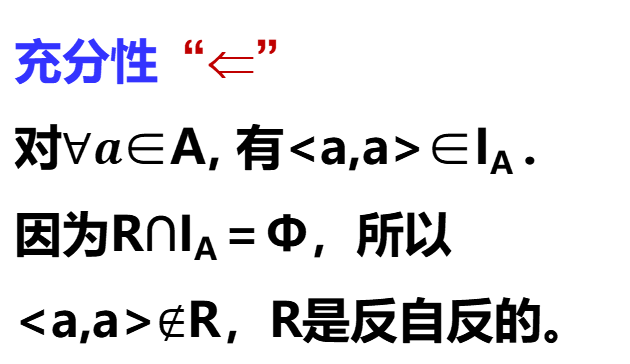 充分性“⇐”
对∀a∈A, 有<a,a>∈I_A .
因为R∩I_A = Φ，所以
<a,a>∉R，R是反自反的。